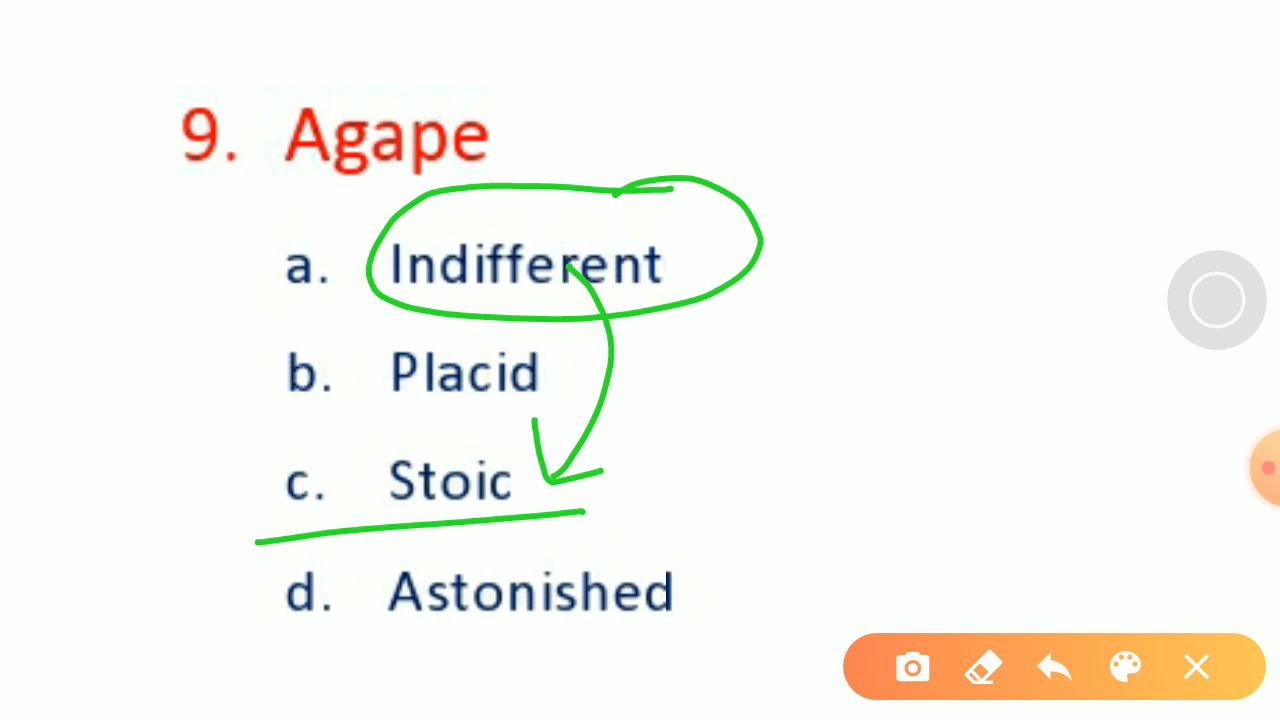 9. Agape
a. Indifferent
b. Placid
c. Stoic
d. Astonished